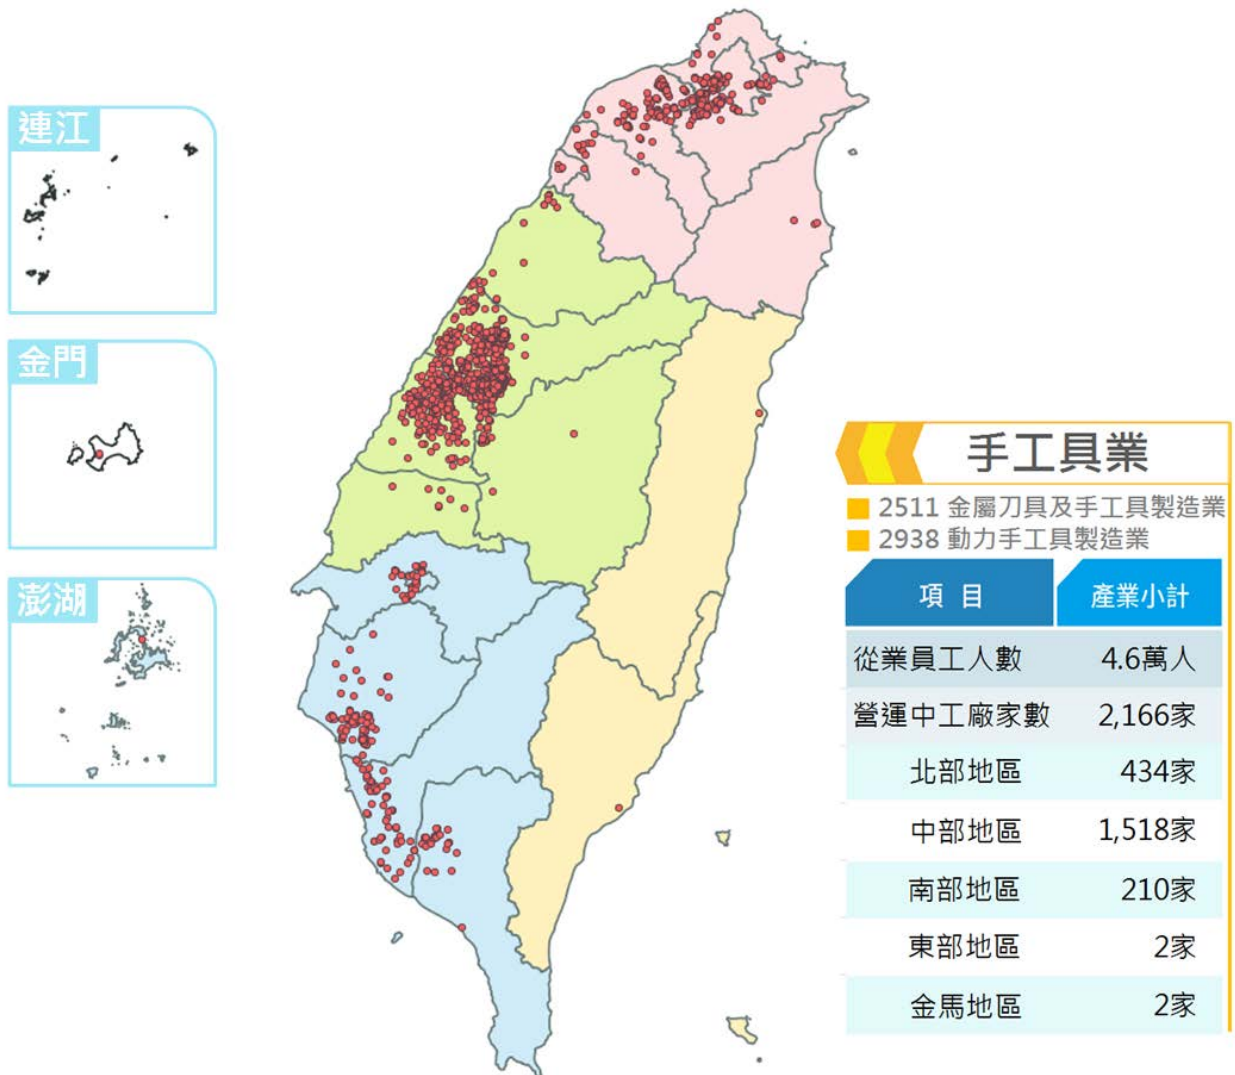 連江
金門
澎湖
手工具業
2511 金屬刀具及手工具製造業
2938 動力手工具製造業
項目 產業小計
從業員工人數 4.6萬人
營運中工廠家數 2,166家
北部地區 434家
中部地區 1,518家
南部地區 210家
東部地區 2家
金馬地區 2家